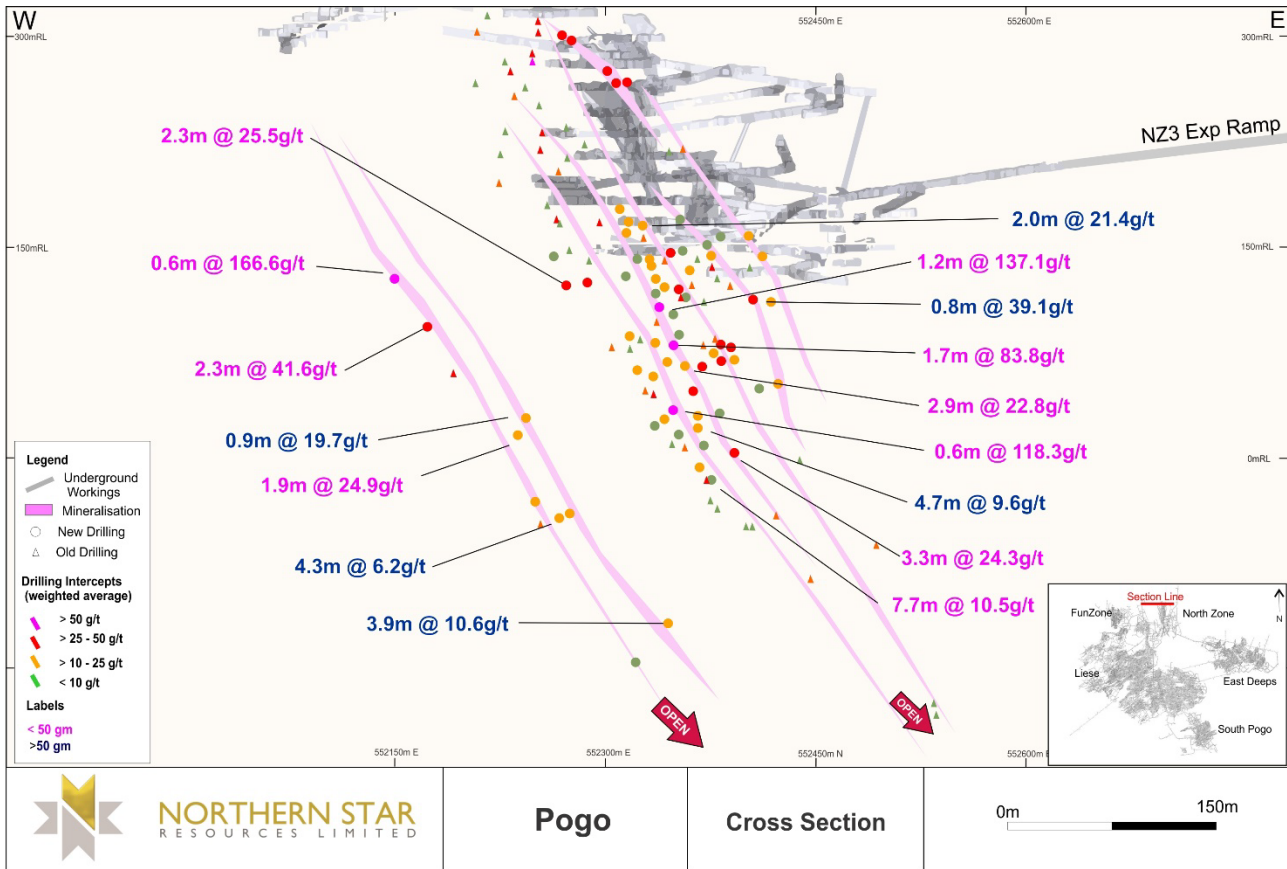 W
552450m E
552600m E
E
300mRL
300mRL
NZ3 Exp Ramp
2.3m @ 25.5g/t
2.0m @ 21.4g/t
150mRL
150mRL
0.6m @ 166.6g/t
1.2m @ 137.1g/t
0.8m @ 39.1g/t
2.3m @ 41.6g/t
1.7m @ 83.8g/t
2.9m @ 22.8g/t
0.9m @ 19.7g/t
0.6m @ 118.3g/t
1.9m @ 24.9g/t
0mRL
4.7m @ 9.6g/t
3.3m @ 24.3g/t
4.3m @ 6.2g/t
7.7m @ 10.5g/t
3.9m @ 10.6g/t
Legend
Underground
Workings
Mineralisation
New Drilling
Old Drilling
Drilling Intercepts
(weighted average)
> 50 g/t
> 25 - 50 g/t
> 10 - 25 g/t
< 10 g/t
Labels
< 50 gm
>50 gm
OPEN
OPEN
Section Line
N
FunZone
North Zone
Liese
East Deeps
South Pogo
552150m E
552300m E
552450m N
552600m
NORTHERN STAR
RESOURCES LIMITED
Pogo
Cross Section
0m
150m